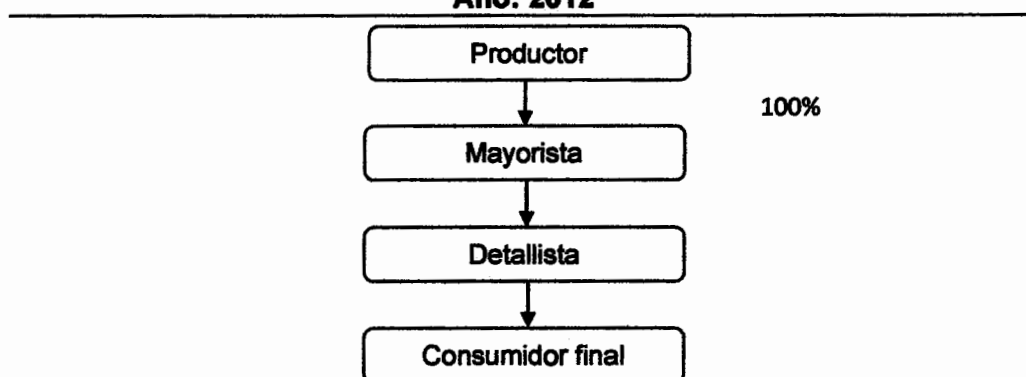 Año: 2012
Productor
100%
Mayorista
Detallista
Consumidor final